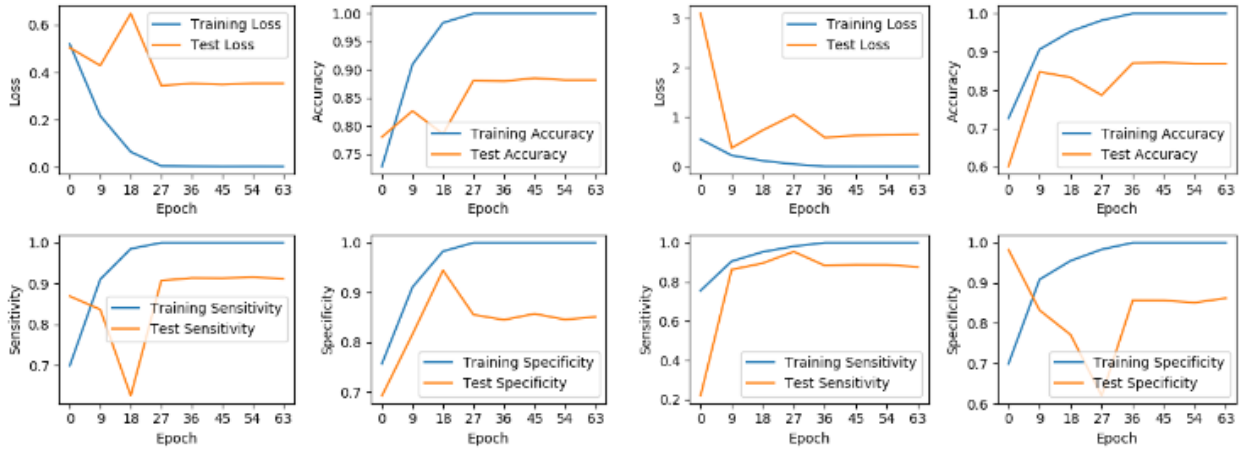 0.6
0.4
0.2
0.0
Loss
Training Loss
Test Loss
0 9 18 27 36 45 54 63
Epoch
1.00
0.95
0.90
0.85
0.80
0.75
Accuracy
Training Accuracy
Test Accuracy
0 9 18 27 36 45 54 63
Epoch
3
2
1
0
Loss
Training Loss
Test Loss
0 9 18 27 36 45 54 63
Epoch
1.0
0.9
0.8
0.7
0.6
Accuracy
Training Accuracy
Test Accuracy
0 9 18 27 36 45 54 63
Epoch
1.0
0.9
0.8
0.7
Sensitivity
Training Sensitivity
Test Sensitivity
0 9 18 27 36 45 54 63
Epoch
1.0
0.9
0.8
0.7
Specificity
Training Specificity
Test Specificity
0 9 18 27 36 45 54 63
Epoch
1.0
0.8
0.6
0.4
0.2
Sensitivity
Training Sensitivity
Test Sensitivity
0 9 18 27 36 45 54 63
Epoch
1.0
0.9
0.8
0.7
0.6
Specificity
Training Specificity
Test Specificity
0 9 18 27 36 45 54 63
Epoch